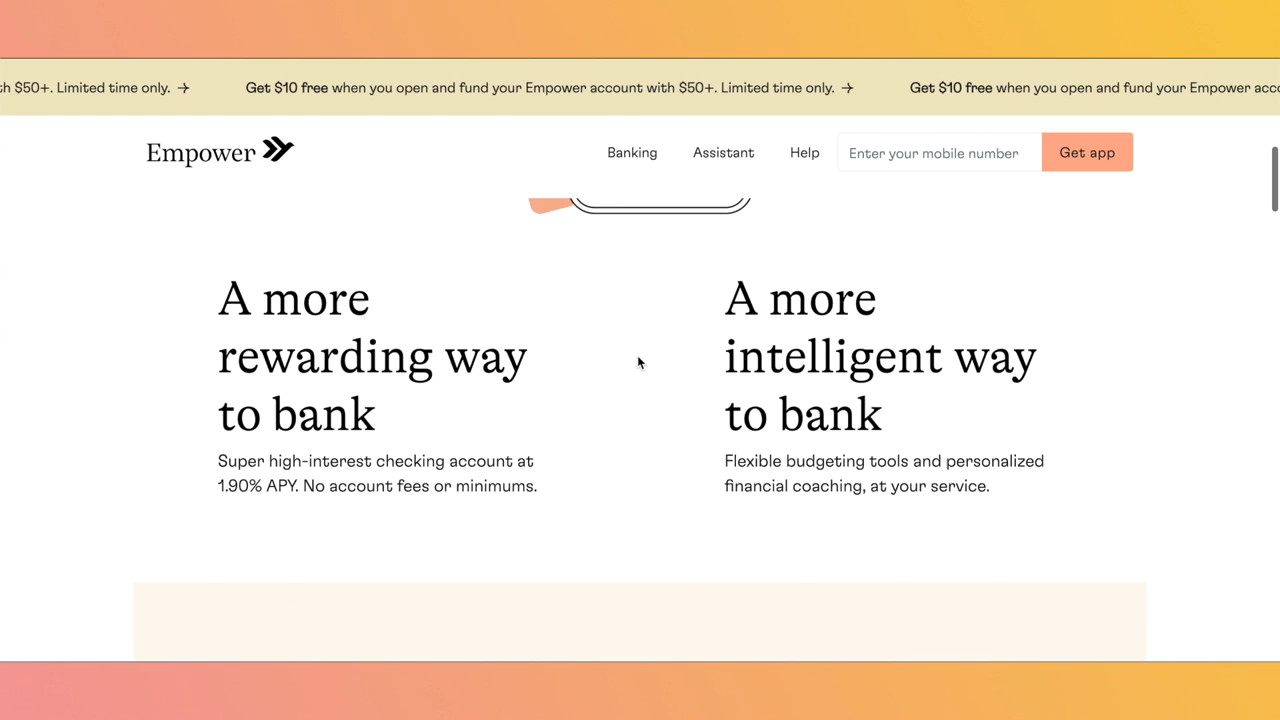 th $50+. Limited time only. → Get $10 free when you open and fund your Empower account with $50+. Limited time only. → Get $10 free when you open and fund your Empower acco
Empower Banking Assistant Help Enter your mobile number Get app
A more
rewarding way
to bank
Super high-interest checking account at
1.90% APY. No account fees or minimums.
A more
intelligent way
to bank
Flexible budgeting tools and personalized
financial coaching, at your service.